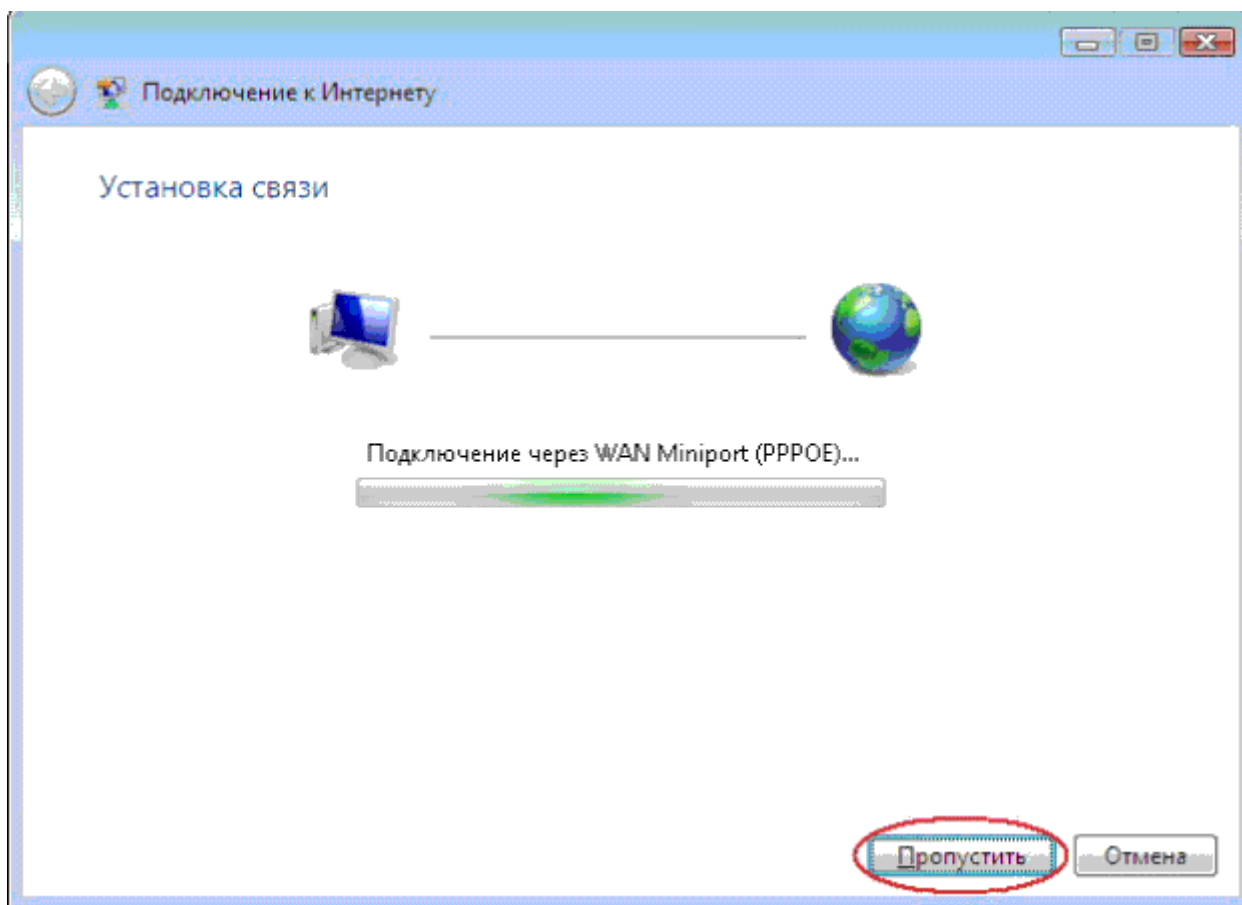 Подключение к Интернету
Установка связи
Подключение через WAN Miniport (PPPOE)...
Пропустить
Отмена